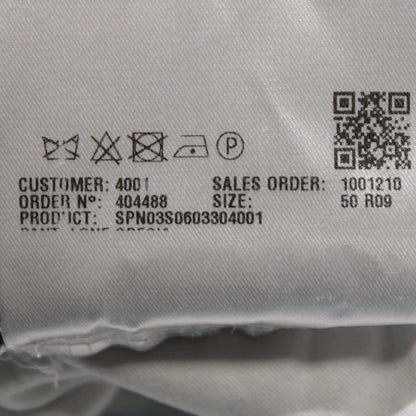 P
CUSTOMER: 4001 SALES ORDER: 1001210
ORDER Nº: 404488 SIZE: 50 R09
PRODUCT: SPN03S0603304001